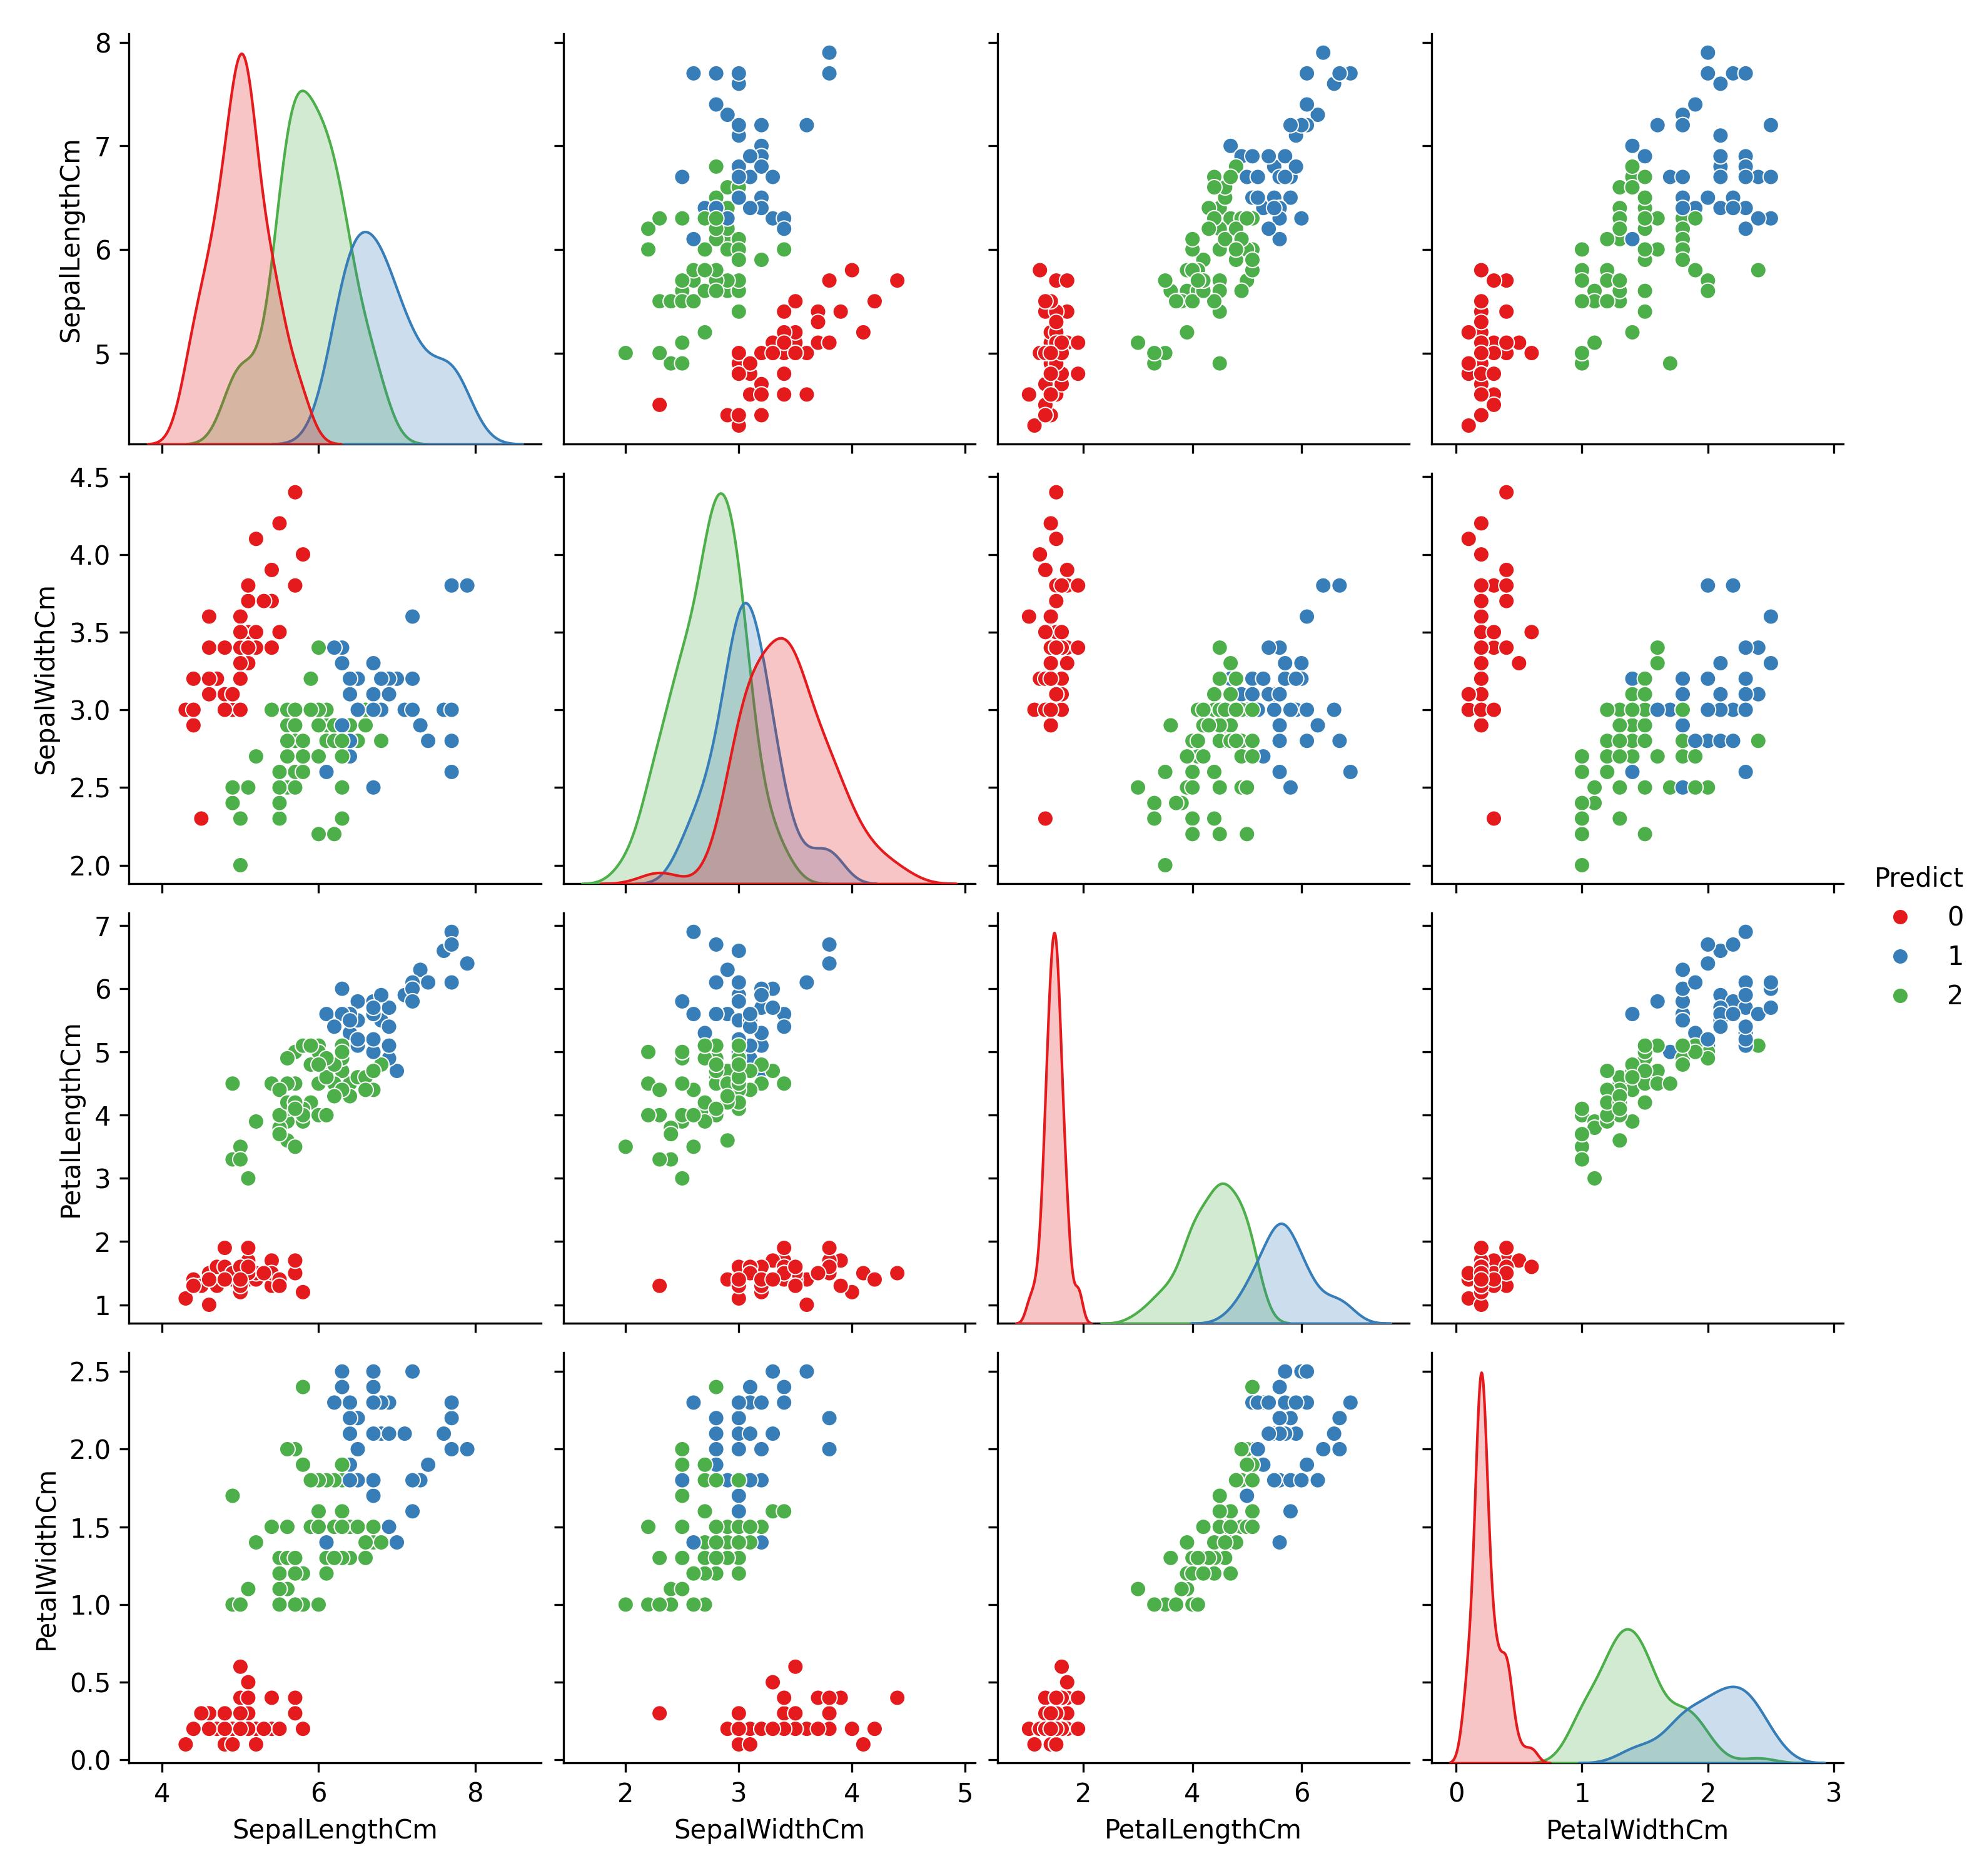 8
7
6
5
SepalLengthCm
4.5
4.0
3.5
3.0
2.5
2.0
SepalWidthCm
7
6
5
4
3
2
1
PetalLengthCm
2.5
2.0
1.5
1.0
0.5
0.0
PetalWidthCm
4 6 8
SepalLengthCm
2 3 4 5
SepalWidthCm
2 4 6
PetalLengthCm
0 1 2 3
PetalWidthCm
Predict
0
1
2